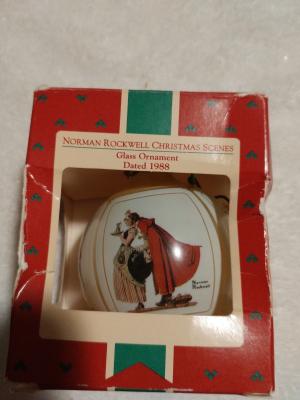 NORMAN ROCKWELL CHRISTMAS SCENES
Glass Ornament
Dated 1988
Norman
Rockwell